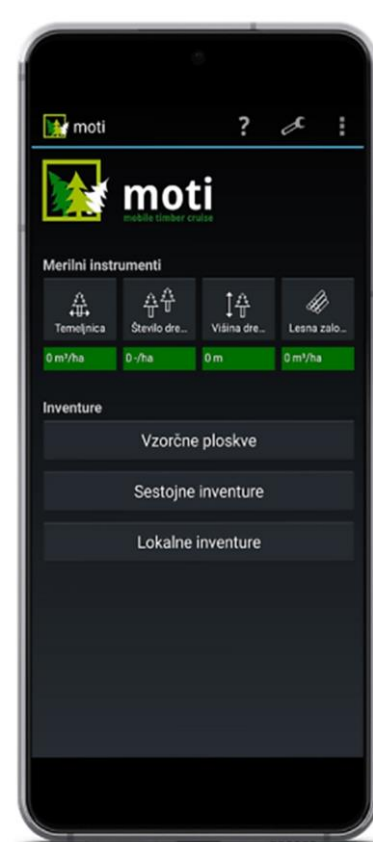 moti ?
moti
mobile timber cruise
Merilni instrumenti
Temeljnica Število dre... Višina dre... Lesna zalo...
0 m²/ha 0 -/ha 0 m 0 m³/ha
Inventure
Vzorčne ploskve
Sestojne inventure
Lokalne inventure